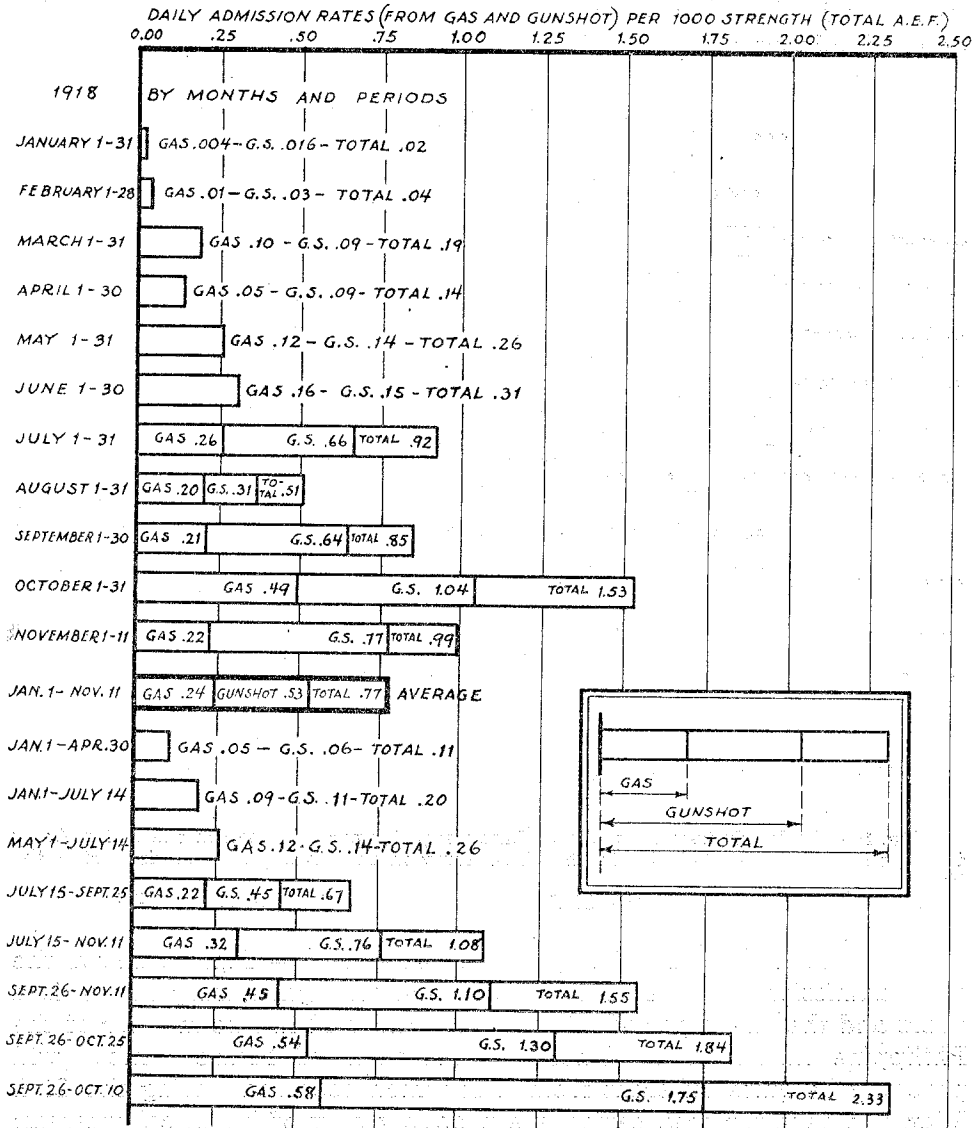 DAILY ADMISSION RATES (FROM GAS AND GUNSHOT) PER 1000 STRENGTH (TOTAL A.E.F.)
0.00 .25 .50 .75 1.00 1.25 1.50 1.75 2.00 2.25 2.50
1918 BY MONTHS AND PERIODS
JANUARY 1-31 GAS .004-G.S. .016-TOTAL .02
FEBRUARY 1-28 GAS .01-G.S. .03- TOTAL .04
MARCH 1-31 GAS .10 - G.S. .09 -TOTAL .19
APRIL 1-30 GAS .05 - G.S. .09- TOTAL .14
MAY 1-31 GAS .12 - G.S. .14 - TOTAL .26
JUNE 1-30 GAS .16- G.S. .15 - TOTAL .31
JULY 1-31 GAS .26 G.S. .66 TOTAL .92
AUGUST 1-31 GAS .20 G.S. .31 TO-
TAL .51
SEPTEMBER 1-30 GAS .21 G.S. .64 TOTAL .85
OCTOBER 1-31 GAS .49 G.S. 1.04 TOTAL 1.53
NOVEMBER 1-11 GAS .22 G.S. .77 TOTAL .99
JAN. 1- NOV. 11 GAS .24 GUNSHOT .53 TOTAL .77 AVERAGE
JAN. 1-APR. 30 GAS .05 - G.S. .06- TOTAL .11
JAN. 1-JULY 14 GAS .09-G.S. .11-TOTAL .20
MAY 1-JULY 14 GAS .12-G.S. .14-TOTAL .26
JULY 15-SEPT. 25 GAS .22 G.S. .45 TOTAL .67
JULY 15- NOV. 11 GAS .32 G.S. .76 TOTAL 1.08
SEPT. 26-NOV. 11 GAS .45 G.S. 1.10 TOTAL 1.55
SEPT. 26-OCT. 25 GAS .54 G.S. 1.30 TOTAL 1.84
SEPT. 26-OCT. 10 GAS .58 G.S. 1.75 TOTAL 2.33
GAS
GUNSHOT
TOTAL